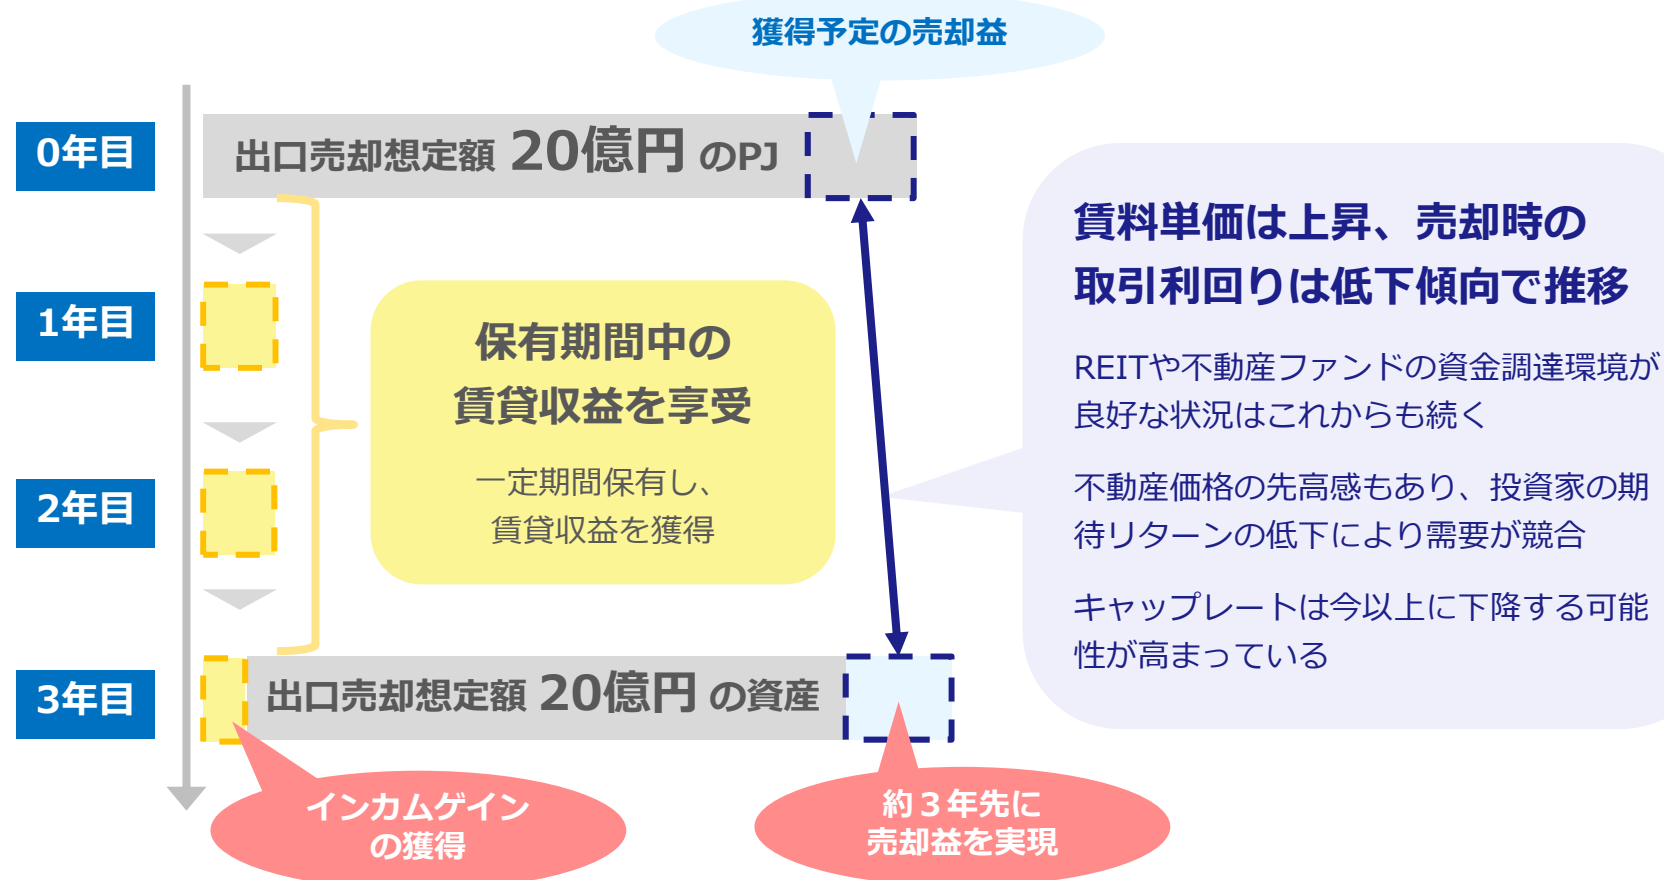 獲得予定の売却益
0年目
出口売却想定額 20億円 のPJ
1年目
2年目
3年目
保有期間中の
賃貸収益を享受
一定期間保有し、
賃貸収益を獲得
出口売却想定額 20億円 の資産
インカムゲイン
の獲得
約３年先に
売却益を実現
賃料単価は上昇、売却時の
取引利回りは低下傾向で推移
REITや不動産ファンドの資金調達環境が
良好な状況はこれからも続く
不動産価格の先高感もあり、投資家の期
待リターンの低下により需要が競合
キャップレートは今以上に下降する可能
性が高まっている